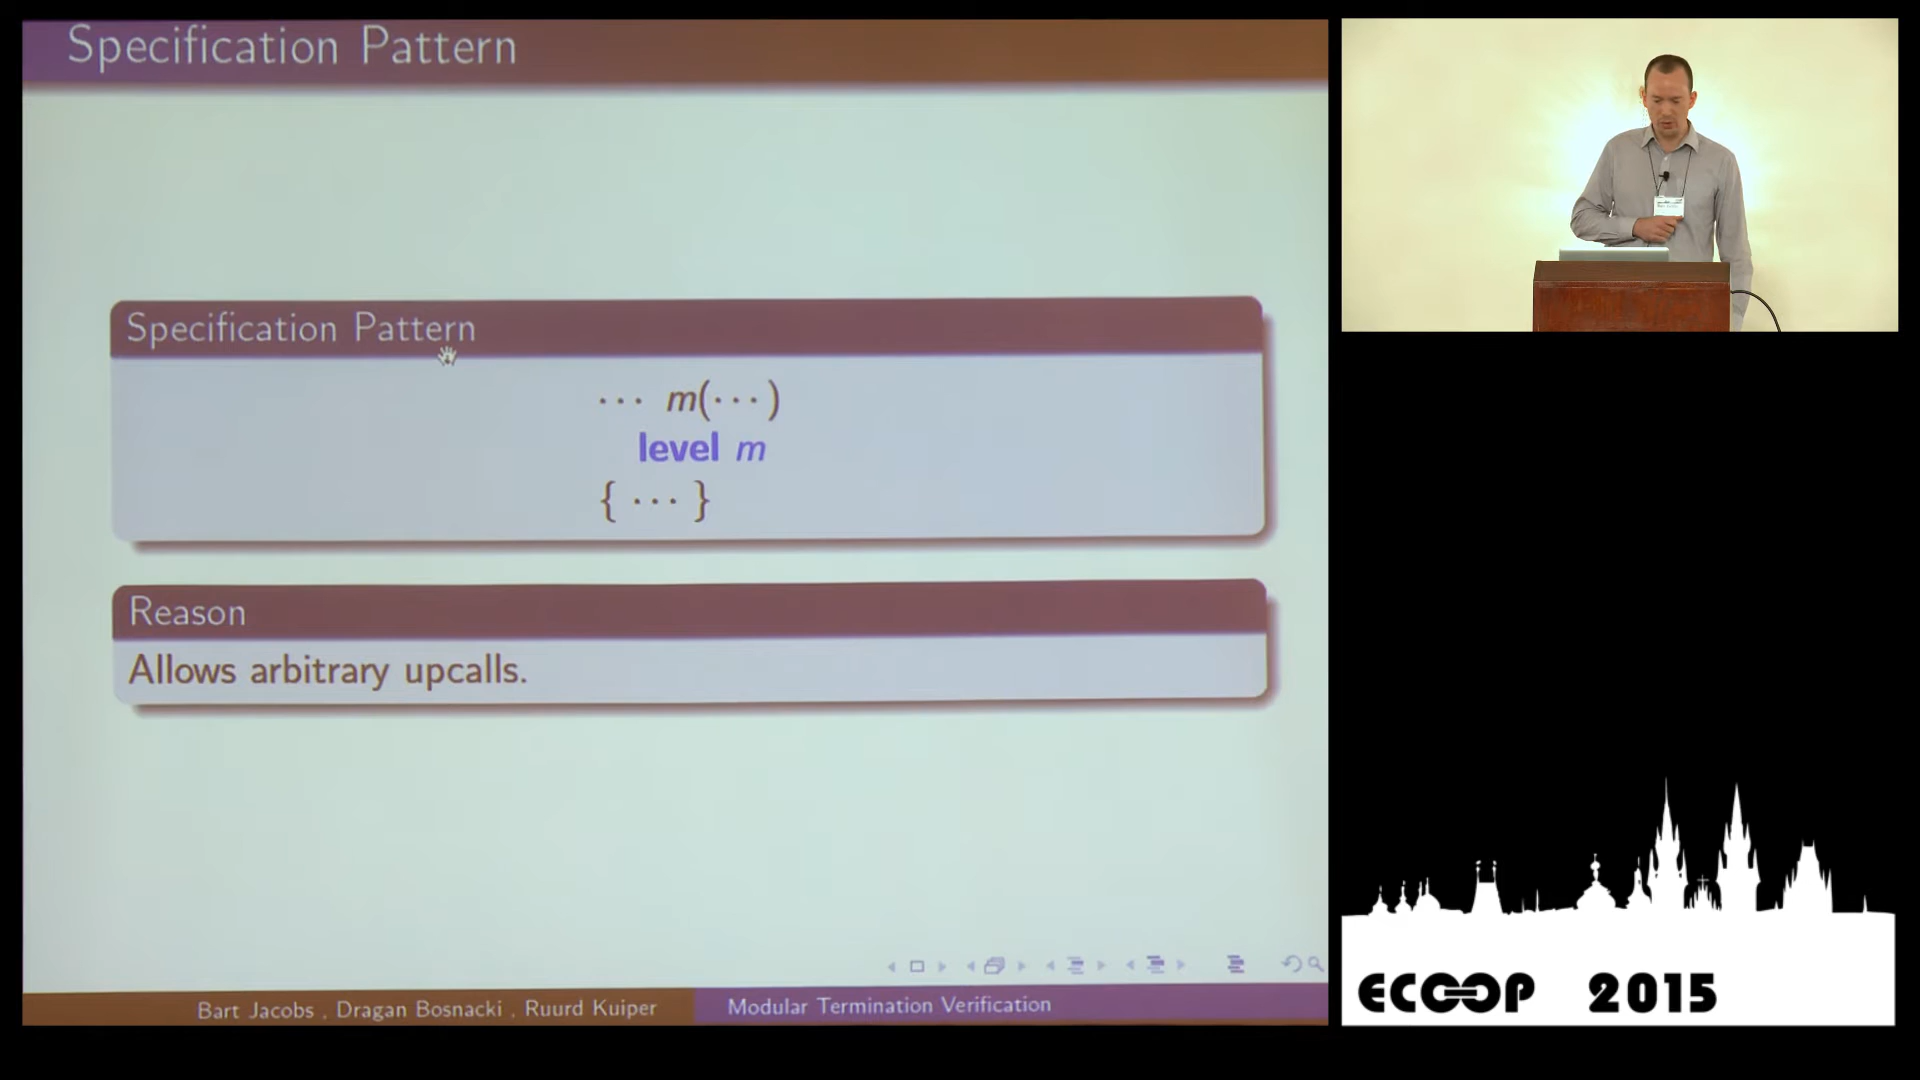 Specification Pattern
Specification Pattern
··· m(···)
level m
{ ··· }
Reason
Allows arbitrary upcalls.
Bart Jacobs , Dragan Bosnacki , Ruurd Kuiper
Modular Termination Verification
ECOOP 2015